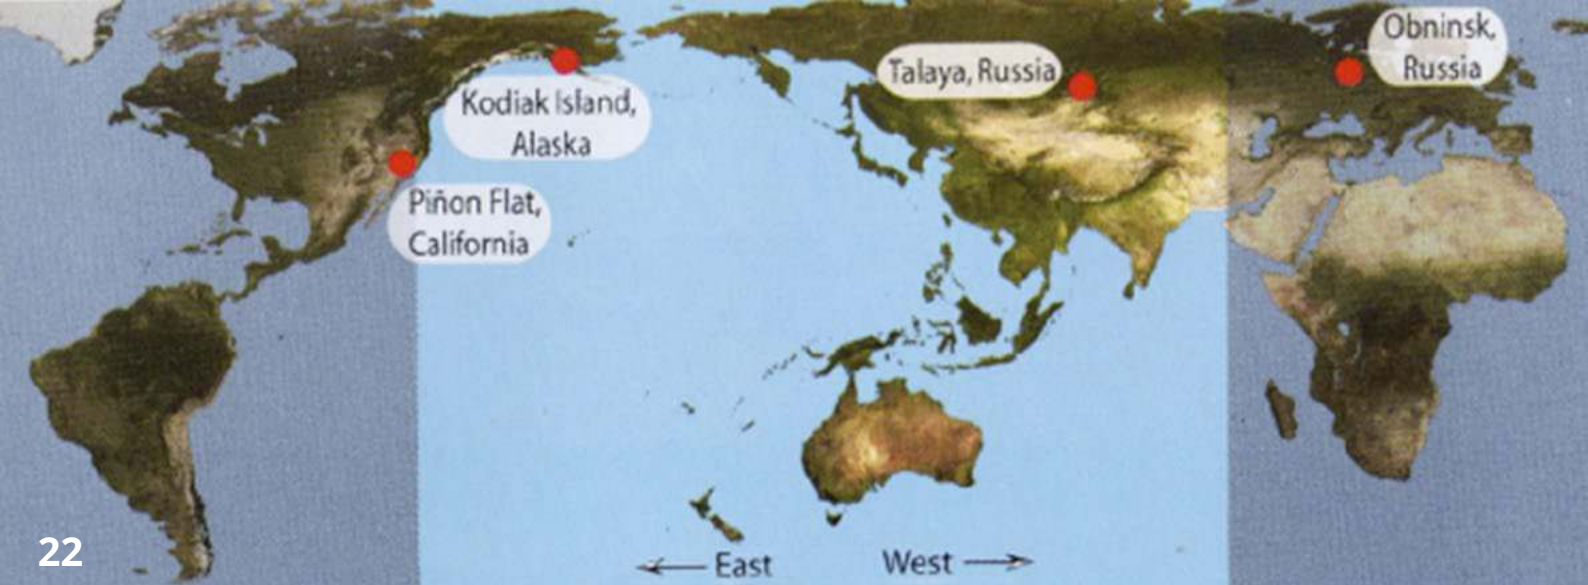 Obninsk,
Russia
Talaya, Russia
Kodiak Island,
Alaska
Piñon Flat,
California
← East
West →
22